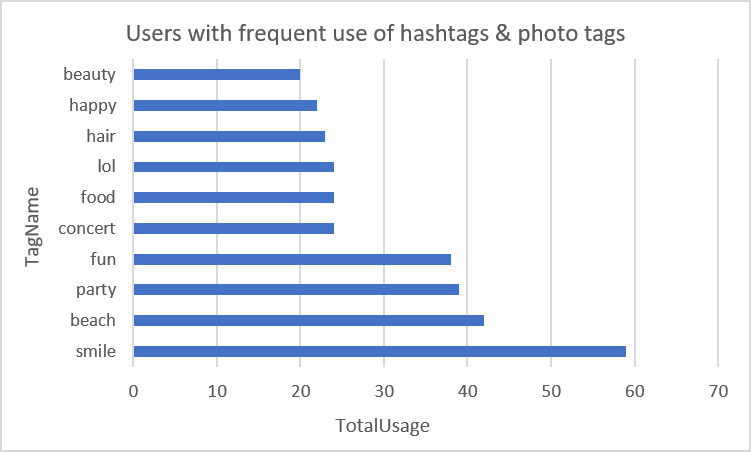 Users with frequent use of hashtags & photo tags
TagName
beauty
happy
hair
lol
food
concert
fun
party
beach
smile
0 10 20 30 40 50 60 70
TotalUsage